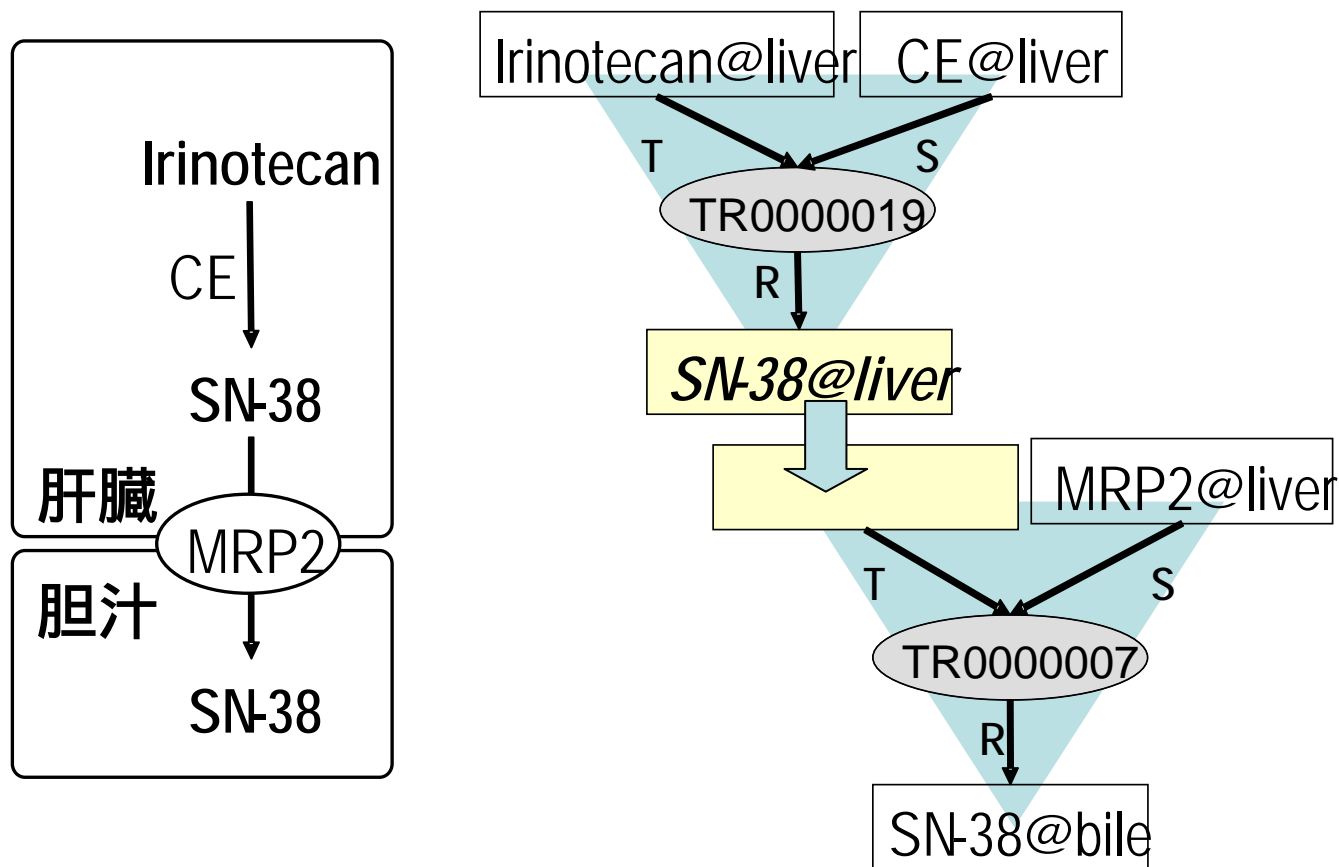 Irinotecan
CE
SN-38
肝臓
MRP2
胆汁
SN-38
Irinotecan@liver
CE@liver
T
S
TR0000019
R
SN-38@liver
MRP2@liver
T
S
TR0000007
R
SN-38@bile